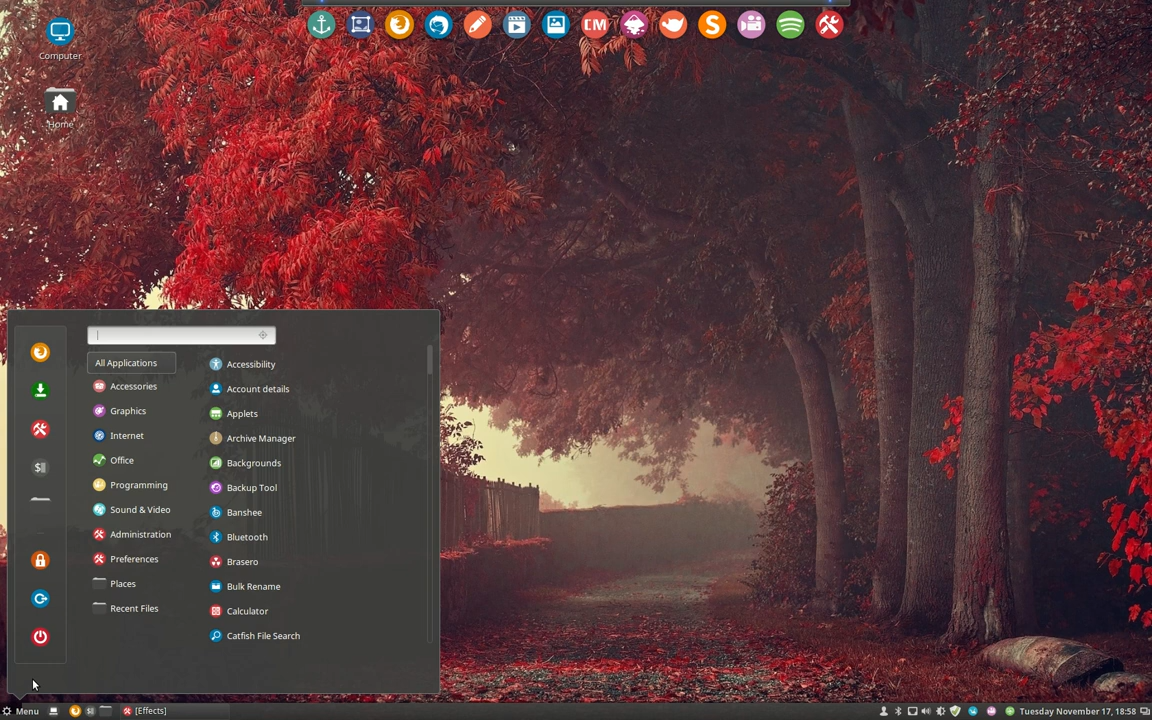 Computer
Home
CM
S
All Applications
Accessories
Graphics
Internet
Office
Programming
Sound & Video
Administration
Preferences
Places
Recent Files
Accessibility
Account details
Applets
Archive Manager
Backgrounds
Backup Tool
Banshee
Bluetooth
Brasero
Bulk Rename
Calculator
Catfish File Search
$
Menu
[Effects]
Tuesday November 17, 18:58